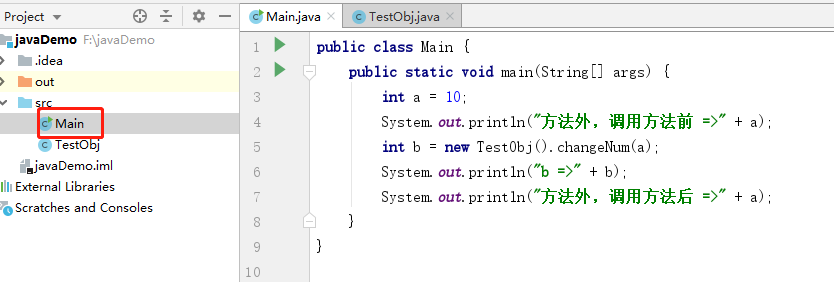 Project
Main.java
TestObj.java
javaDemo F:\javaDemo
.idea
out
src
Main
TestObj
javaDemo.iml
External Libraries
Scratches and Consoles
1 public class Main {
2 public static void main(String[] args) {
3 int a = 10;
4 System.out.println("方法外，调用方法前 =>" + a);
5 int b = new TestObj().changeNum(a);
6 System.out.println("b =>" + b);
7 System.out.println("方法外，调用方法后 =>" + a);
8 }
9 }
10